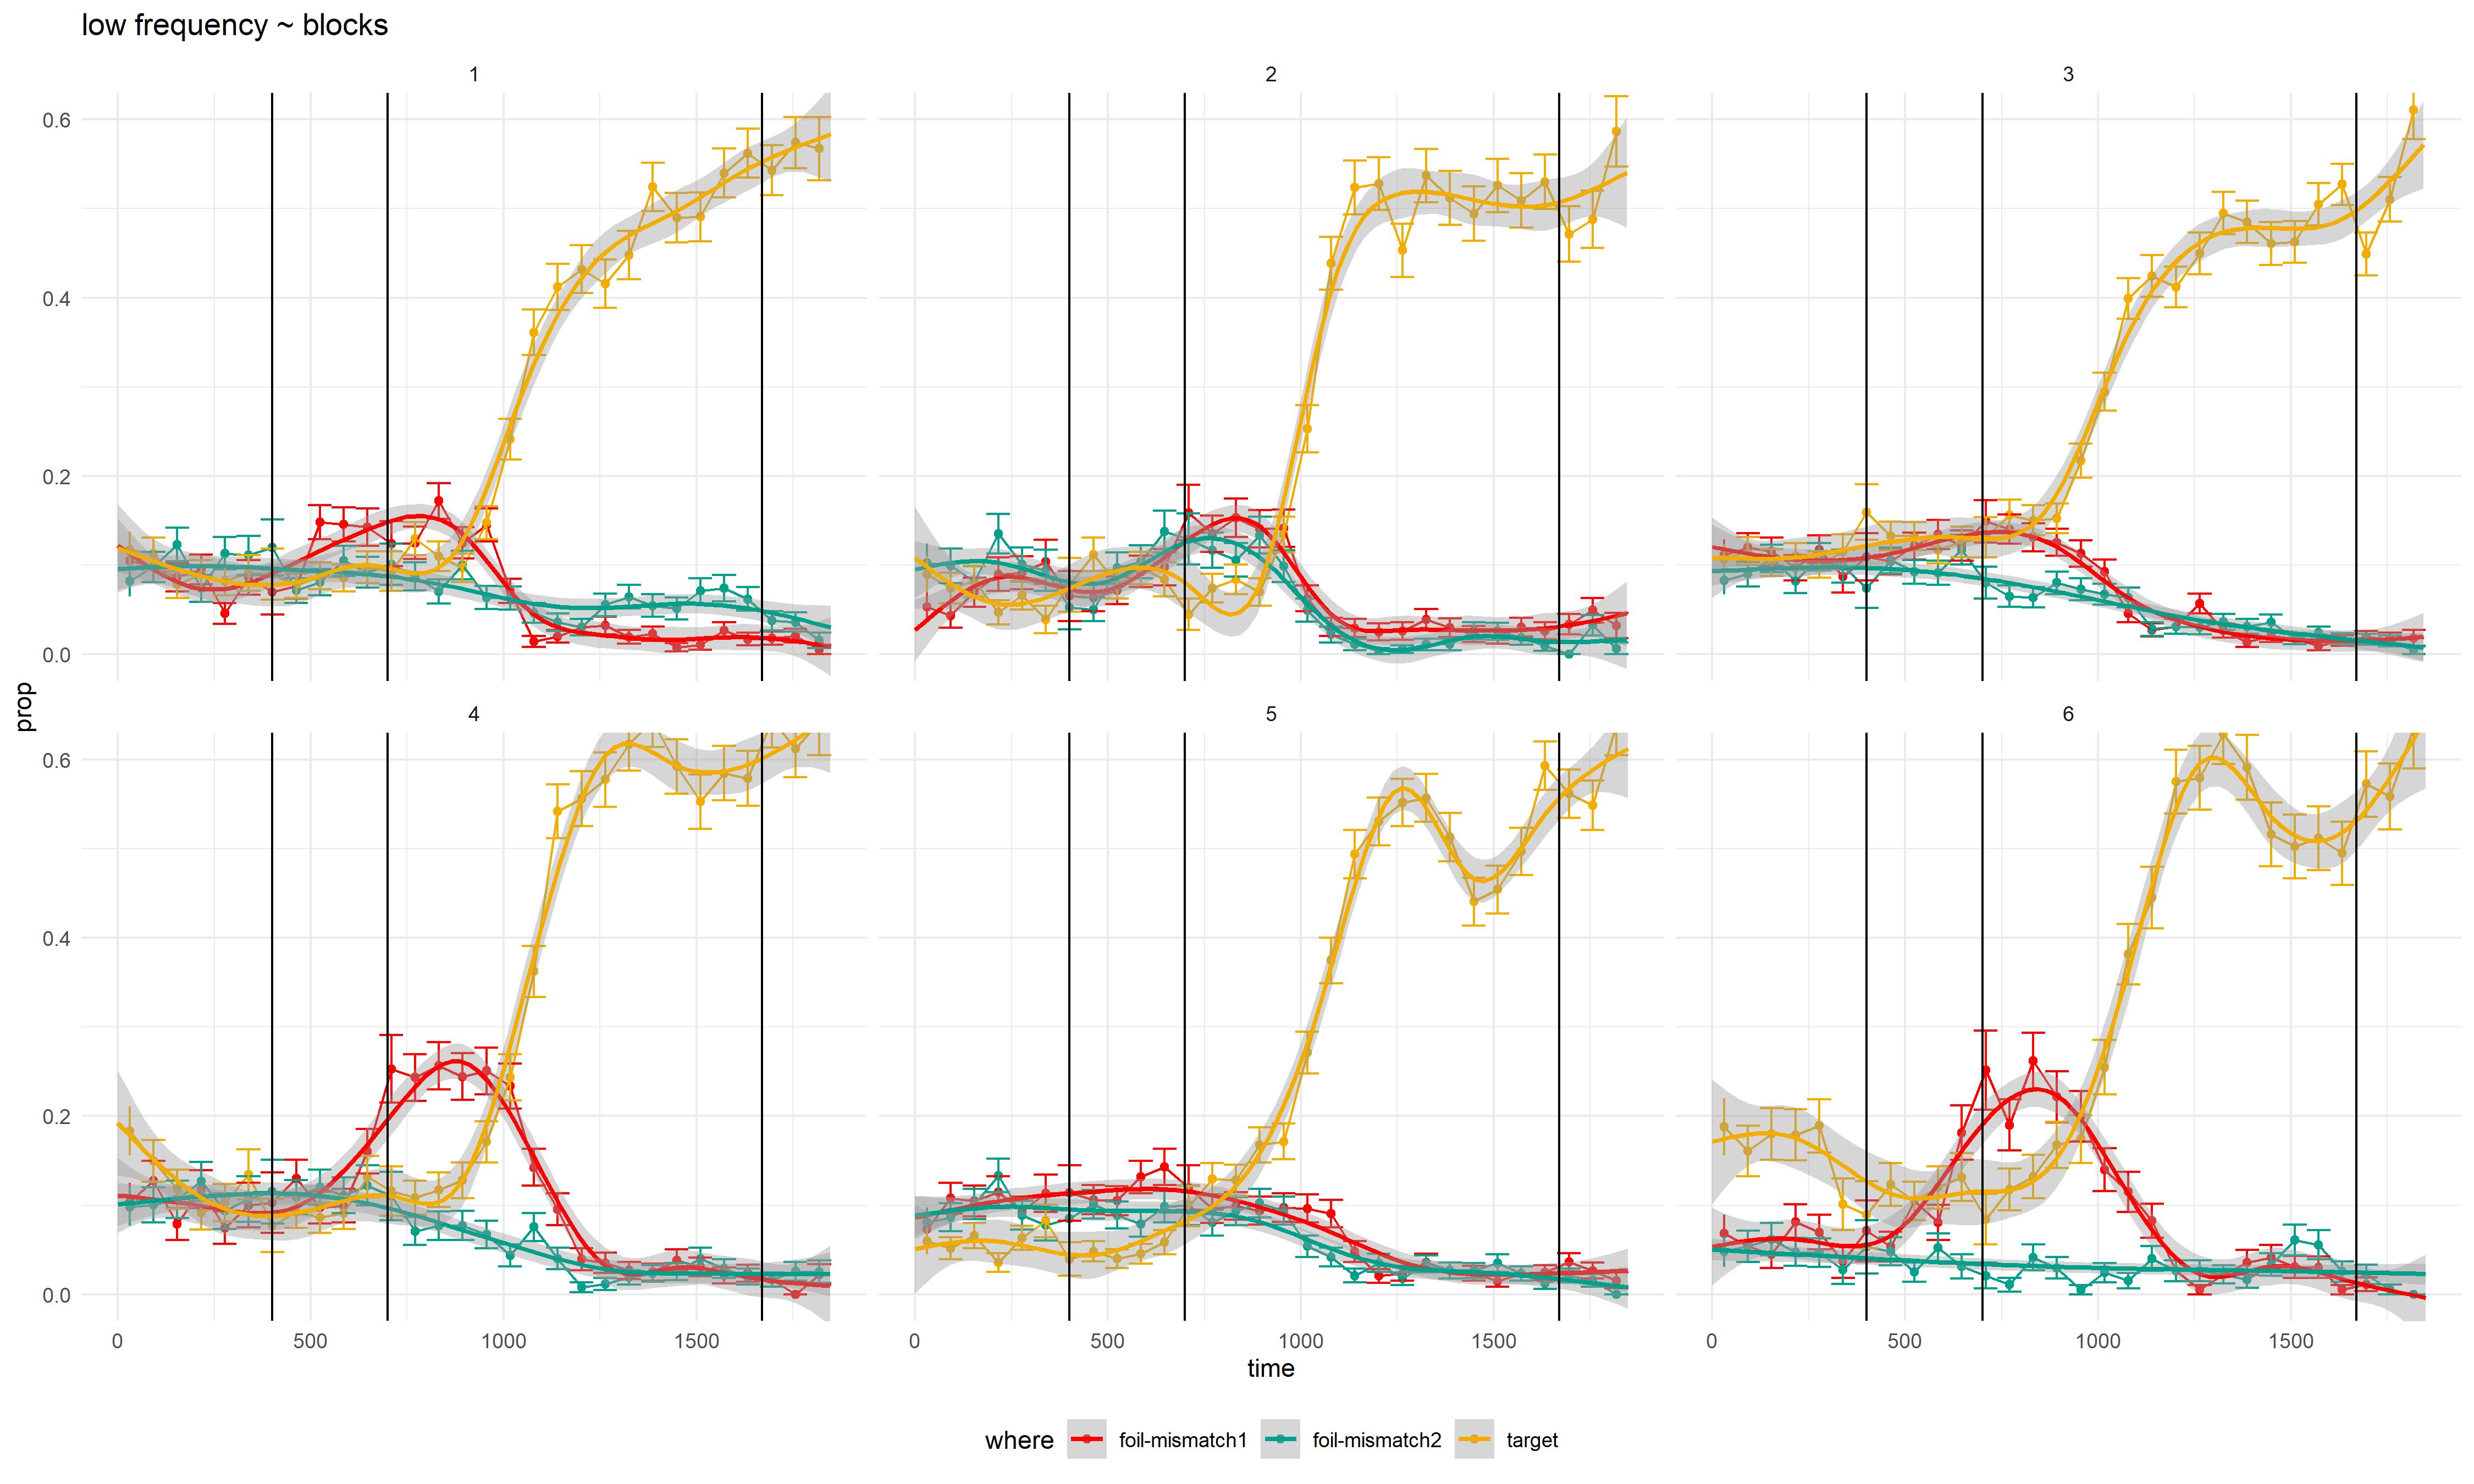 low frequency ~ blocks
1
2
3
0.6
0.4
0.2
0.0
prop
4
5
6
0.6
0.4
0.2
0.0
0 500 1000 1500
0 500 1000 1500
0 500 1000 1500
time
where foil-mismatch1 foil-mismatch2 target